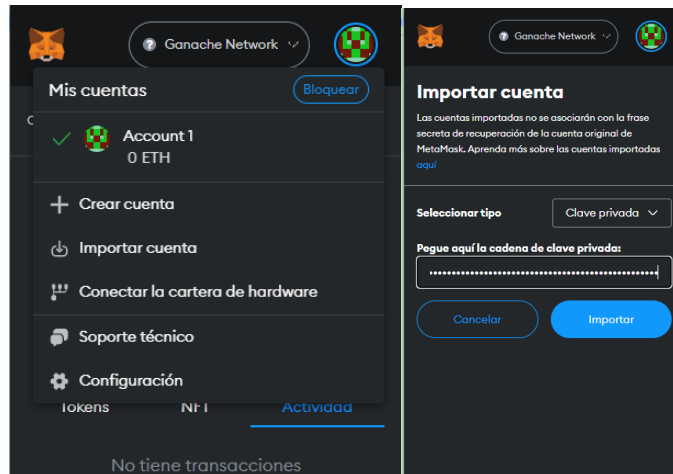 Ganache Network
Mis cuentas
Bloquear
Account 1
0 ETH
Crear cuenta
Importar cuenta
Conectar la cartera de hardware
Soporte técnico
Configuración
Tokens NFT Actividad
No tiene transacciones
Ganache Network
Importar cuenta
Las cuentas importadas no se asociarán con la frase
secreta de recuperación de la cuenta original de
MetaMask. Aprenda más sobre las cuentas importadas
aquí
Seleccionar tipo Clave privada
Pegue aquí la cadena de clave privada:
Cancelar Importar